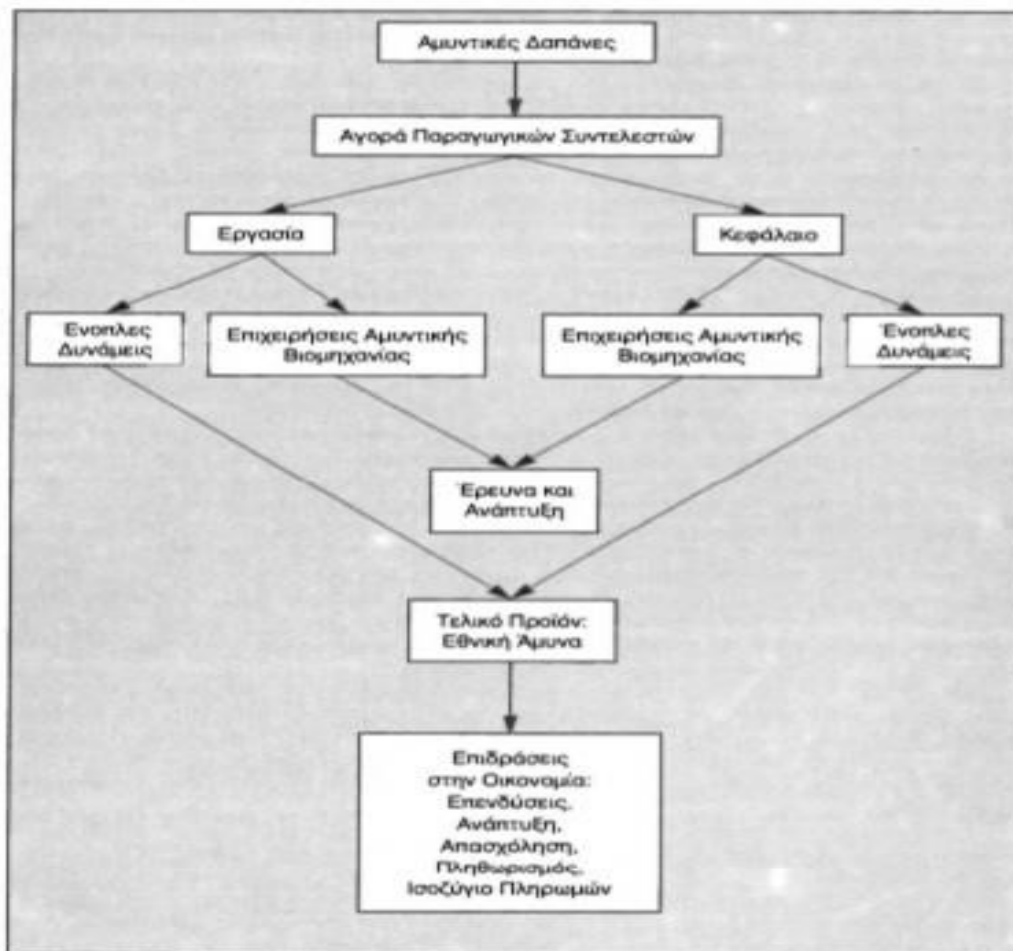 Αμυντικές Δαπάνες
Αγορά Παραγωγικών Συντελεστών
Εργασία
Κεφάλαιο
Ενοπλες
Δυνάμεις
Επιχειρήσεις Αμυντικής
Βιομηχανίας
Επιχειρήσεις Αμυντικής
Βιομηχανίας
Ένοπλες
Δυνάμεις
Έρευνα και
Ανάπτυξη
Τελικό Προϊόν:
Εθνική Άμυνα
Επιδράσεις
στην Οικονομία:
Επενδύσεις,
Ανάπτυξη,
Απασχόληση,
Πληθωρισμός,
Ισοζύγιο Πληρωμών